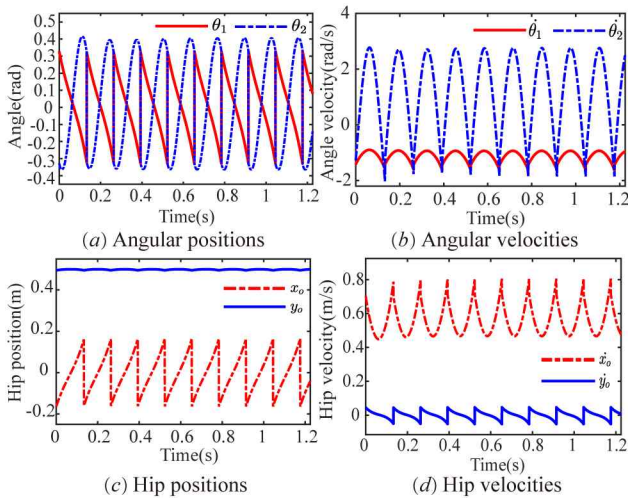 θ₁ θ₂
0.5
0.4
0.3
0.2
0.1
0
-0.1
-0.2
-0.3
-0.4
Angle(rad)
0 0.2 0.4 0.6 0.8 1 1.2
Time(s)
(a) Angular positions
θ̇₁ θ̇₂
4
2
0
-1
-2
Angle velocity(rad/s)
0 0.2 0.4 0.6 0.8 1 1.2
Time(s)
(b) Angular velocities
0.4
0.2
0
-0.2
Hip position(m)
xₒ
yₒ
0 0.2 0.4 0.6 0.8 1 1.2
Time(s)
(c) Hip positions
0.8
0.6
0.4
0.2
0
Hip velocity(m/s)
ẋₒ
ẏₒ
0 0.2 0.4 0.6 0.8 1 1.2
Time(s)
(d) Hip velocities